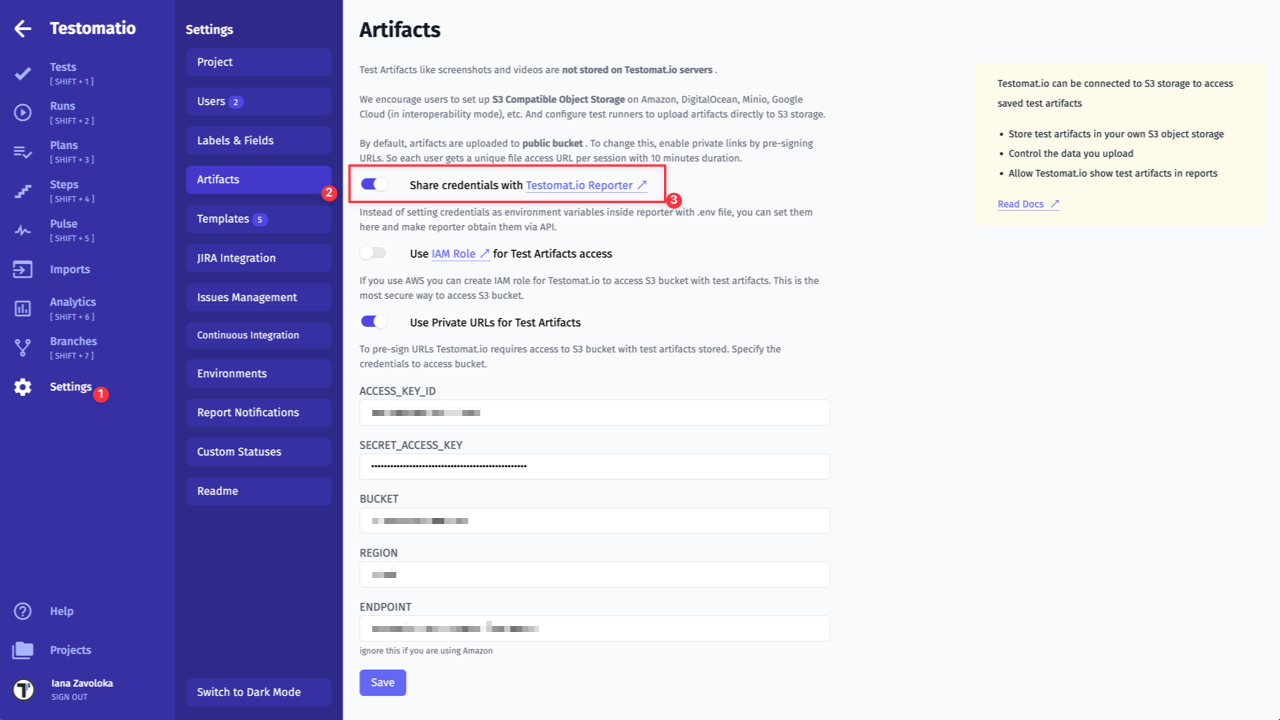 Testomatio
Tests
[ SHIFT + 1 ]
Runs
[ SHIFT + 2 ]
Plans
[ SHIFT + 3 ]
Steps
[ SHIFT + 4 ]
Pulse
[ SHIFT + 5 ]
Imports
Analytics
[ SHIFT + 6 ]
Branches
[ SHIFT + 7 ]
Settings
1
Help
Projects
Iana Zavoloka
SIGN OUT
Settings
Project
Users 2
Labels & Fields
Artifacts
2
Templates 5
JIRA Integration
Issues Management
Continuous Integration
Environments
Report Notifications
Custom Statuses
Readme
Switch to Dark Mode
Artifacts
Test Artifacts like screenshots and videos are not stored on Testomat.io servers .
We encourage users to set up S3 Compatible Object Storage on Amazon, DigitalOcean, Minio, Google
Cloud (in interoperability mode), etc. And configure test runners to upload artifacts directly to S3 storage.
By default, artifacts are uploaded to public bucket . To change this, enable private links by pre-signing
URLs. So each user gets a unique file access URL per session with 10 minutes duration.
Share credentials with Testomat.io Reporter
3
Instead of setting credentials as environment variables inside reporter with .env file, you can set them
here and make reporter obtain them via API.
Use IAM Role for Test Artifacts access
If you use AWS you can create IAM role for Testomat.io to access S3 bucket with test artifacts. This is the
most secure way to access S3 bucket.
Use Private URLs for Test Artifacts
To pre-sign URLs Testomat.io requires access to S3 bucket with test artifacts stored. Specify the
credentials to access bucket.
ACCESS_KEY_ID
SECRET_ACCESS_KEY
BUCKET
REGION
ENDPOINT
ignore this if you are using Amazon
Save
Testomat.io can be connected to S3 storage to access
saved test artifacts
• Store test artifacts in your own S3 object storage
• Control the data you upload
• Allow Testomat.io show test artifacts in reports
Read Docs